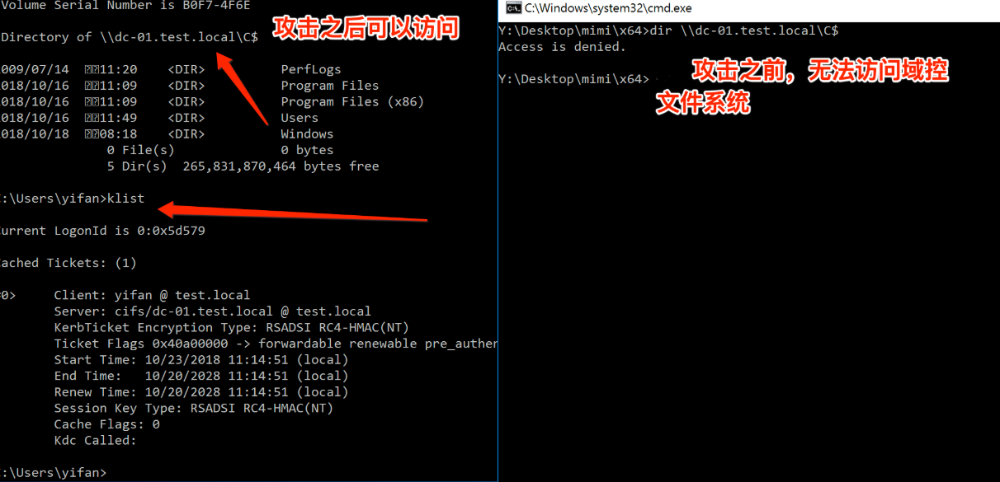 Volume Serial Number is B0F7-4F6E
Directory of \\dc-01.test.local\C$
攻击之后可以访问
009/07/14 11:20 <DIR> PerfLogs
018/10/16 11:09 <DIR> Program Files
018/10/16 11:09 <DIR> Program Files (x86)
018/10/16 11:49 <DIR> Users
018/10/18 08:18 <DIR> Windows
0 File(s) 0 bytes
5 Dir(s) 265,831,870,464 bytes free
:\Users\yifan>klist
urrent LogonId is 0:0x5d579
ached Tickets: (1)
0> Client: yifan @ test.local
Server: cifs/dc-01.test.local @ test.local
KerbTicket Encryption Type: RSADSI RC4-HMAC(NT)
Ticket Flags 0x40a00000 -> forwardable renewable pre_auther
Start Time: 10/23/2018 11:14:51 (local)
End Time: 10/20/2028 11:14:51 (local)
Renew Time: 10/20/2028 11:14:51 (local)
Session Key Type: RSADSI RC4-HMAC(NT)
Cache Flags: 0
Kdc Called:
:\Users\yifan>
C:\Windows\system32\cmd.exe
Y:\Desktop\mimi\x64>dir \\dc-01.test.local\C$
Access is denied.
Y:\Desktop\mimi\x64>
攻击之前，无法访问域控
文件系统